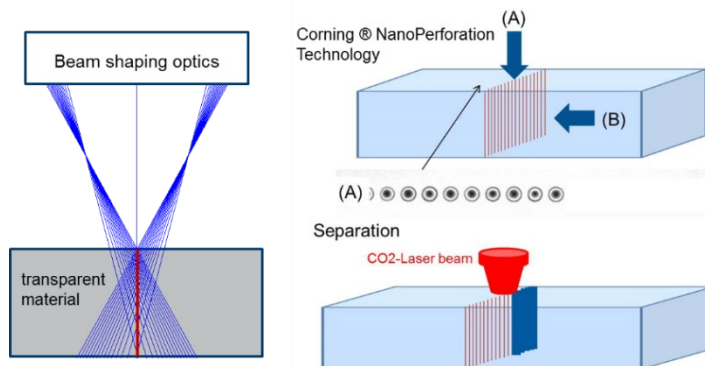 Beam shaping optics
transparent
material
Corning ® NanoPerforation
Technology
(A)
(B)
(A)
Separation
CO2-Laser beam